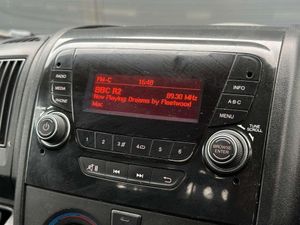 RADIO
MEDIA
PHONE
FM-C 16:48
BBC R2
89.30 MHz
Now Playing Dreams by Fleetwood
Mac
INFO
A-B-C
MENU
TUNE
SCROLL
BROWSE
ENTER
1 2 3 4 5 6